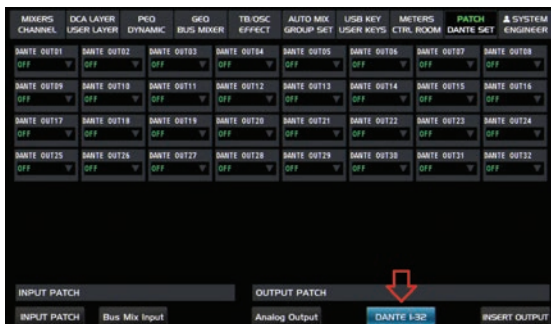 MIXERS DCA LAYER PEQ GEQ TB/OSC AUTO MIX USB KEY METERS PATCH SYSTEM
CHANNEL USER LAYER DYNAMIC BUS MIXER EFFECT GROUP SET USER KEYS CTRL ROOM DANTE SET ENGINEER
DANTE OUT01 DANTE OUT02 DANTE OUT03 DANTE OUT04 DANTE OUT05 DANTE OUT06 DANTE OUT07 DANTE OUT08
OFF OFF OFF OFF OFF OFF OFF OFF
DANTE OUT09 DANTE OUT10 DANTE OUT11 DANTE OUT12 DANTE OUT13 DANTE OUT14 DANTE OUT15 DANTE OUT16
OFF OFF OFF OFF OFF OFF OFF OFF
DANTE OUT17 DANTE OUT18 DANTE OUT19 DANTE OUT20 DANTE OUT21 DANTE OUT22 DANTE OUT23 DANTE OUT24
OFF OFF OFF OFF OFF OFF OFF OFF
DANTE OUT25 DANTE OUT26 DANTE OUT27 DANTE OUT28 DANTE OUT29 DANTE OUT30 DANTE OUT31 DANTE OUT32
OFF OFF OFF OFF OFF OFF OFF OFF
INPUT PATCH OUTPUT PATCH
INPUT PATCH Bus Mix Input Analog Output DANTE 1-32 INSERT OUTPUT